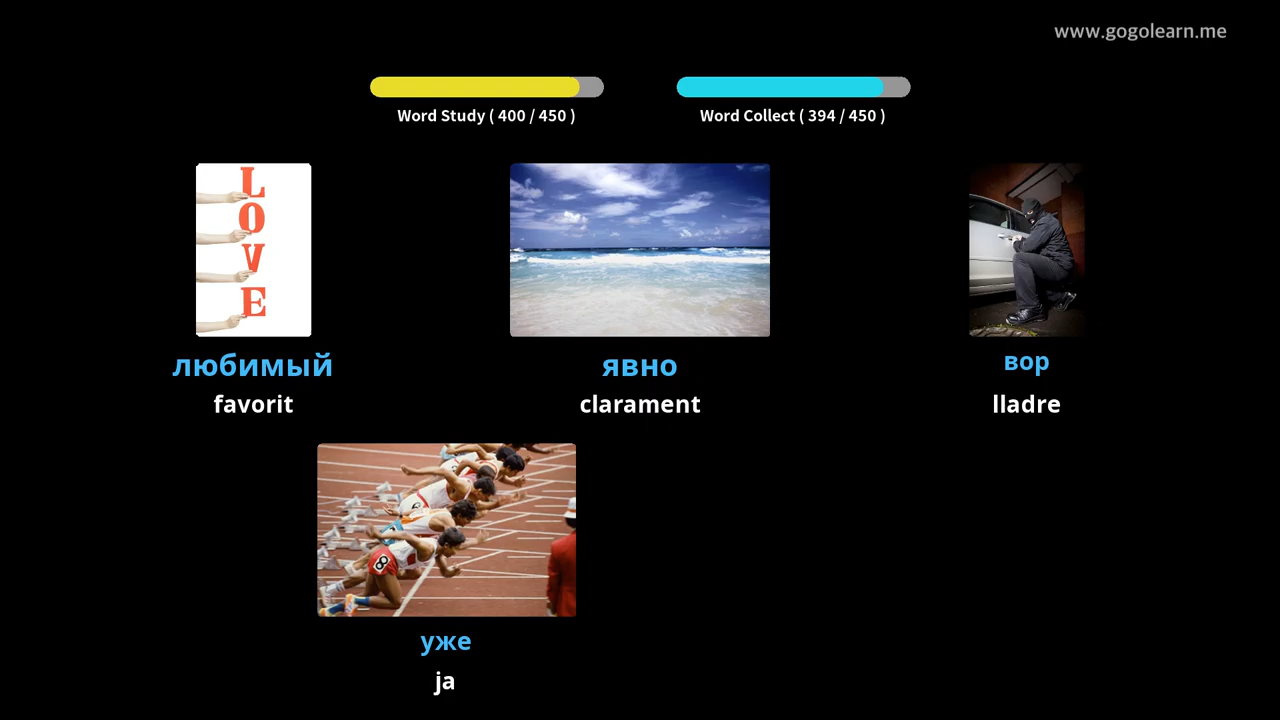 www.gogolearn.me
Word Study ( 400 / 450 )
Word Collect ( 394 / 450 )
L
O
V
E
любимый
favorit
явно
clarament
вор
lladre
8
уже
ja